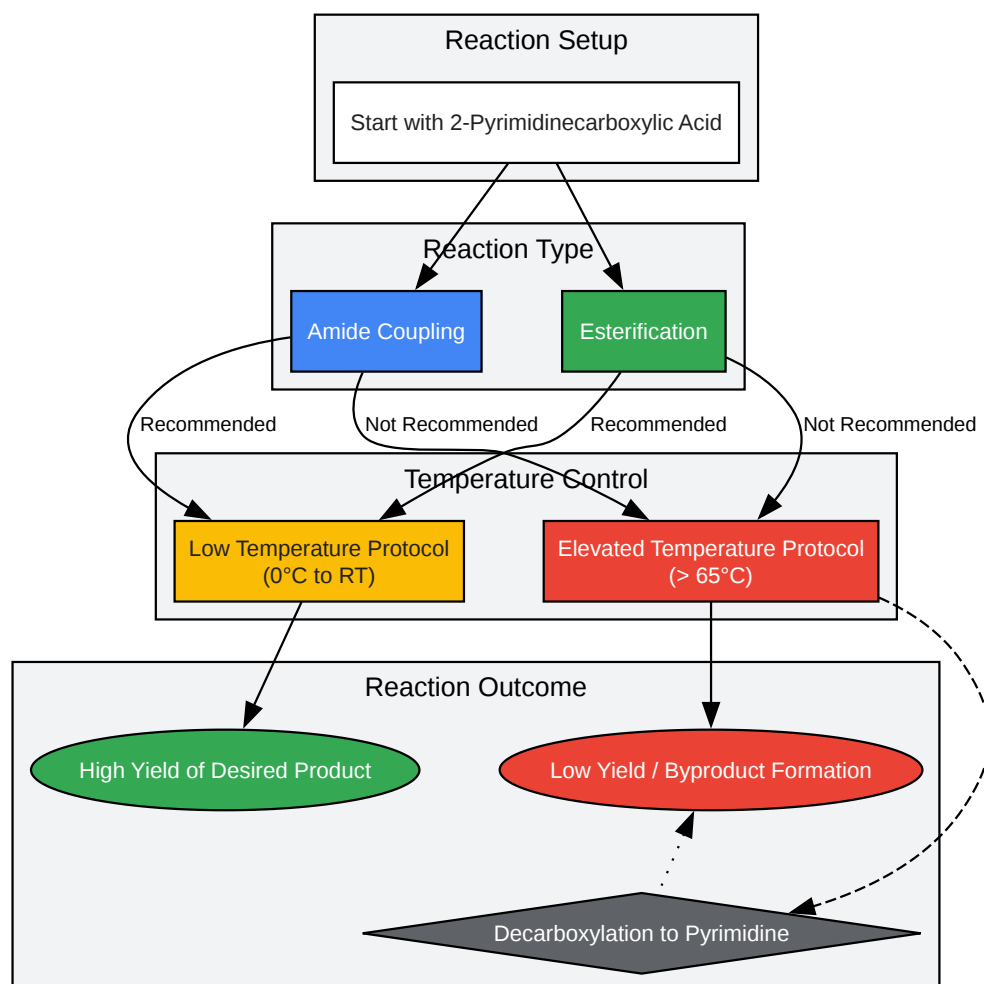 Reaction Setup
Start with 2-Pyrimidinecarboxylic Acid
Reaction Type
Amide Coupling
Esterification
Recommended
Not Recommended
Recommended
Not Recommended
Temperature Control
Low Temperature Protocol
(0°C to RT)
Elevated Temperature Protocol
(> 65°C)
Reaction Outcome
High Yield of Desired Product
Low Yield / Byproduct Formation
Decarboxylation to Pyrimidine